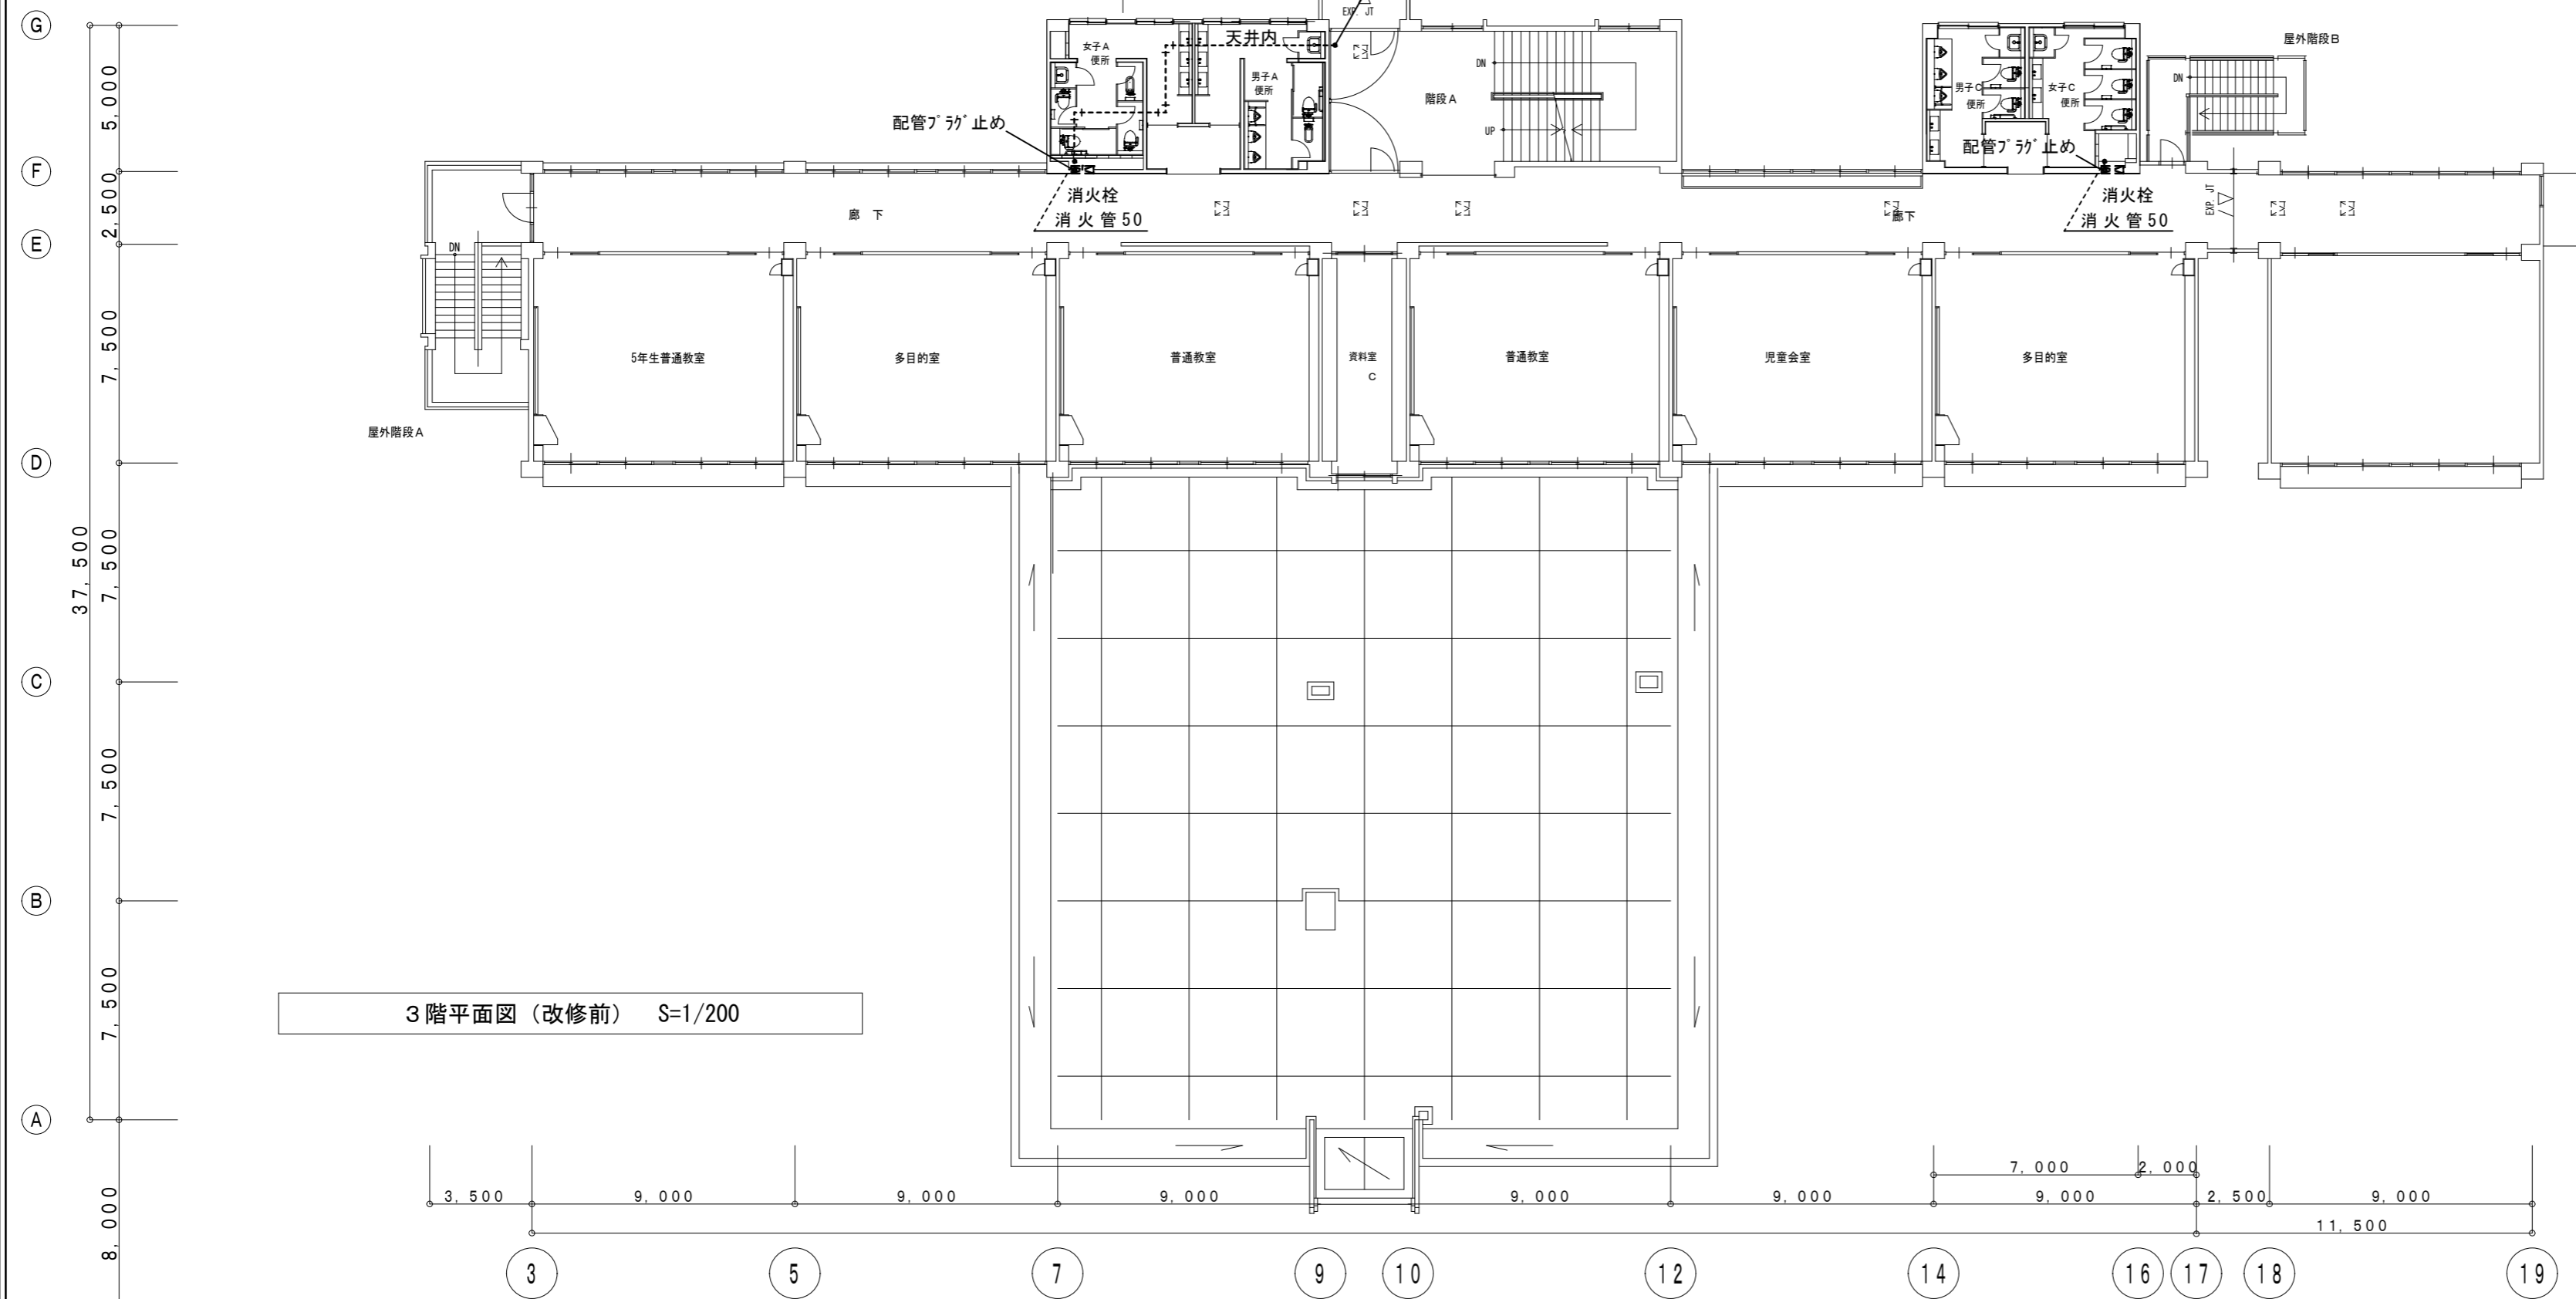 G
EXP. JT
女子A
便所
天井内
男子A
便所
DN
UP
階段A
男子C
便所
女子C
便所
屋外階段B
DN
5,000
配管プラグ止め
配管プラグ止め
F
消火栓
消火管50
消火栓
消火管50
2,500
廊 下
廊下
EXP. JT
E
DN
7,500
5年生普通教室
多目的室
普通教室
資料室
C
普通教室
児童会室
多目的室
屋外階段A
D
37,500
7,500
C
7,500
B
7,500
3階平面図（改修前） S=1/200
A
7,000
2,000
3,500
9,000
9,000
9,000
9,000
9,000
9,000
2,500
9,000
11,500
8,000
3
5
7
9
10
12
14
16
17
18
19